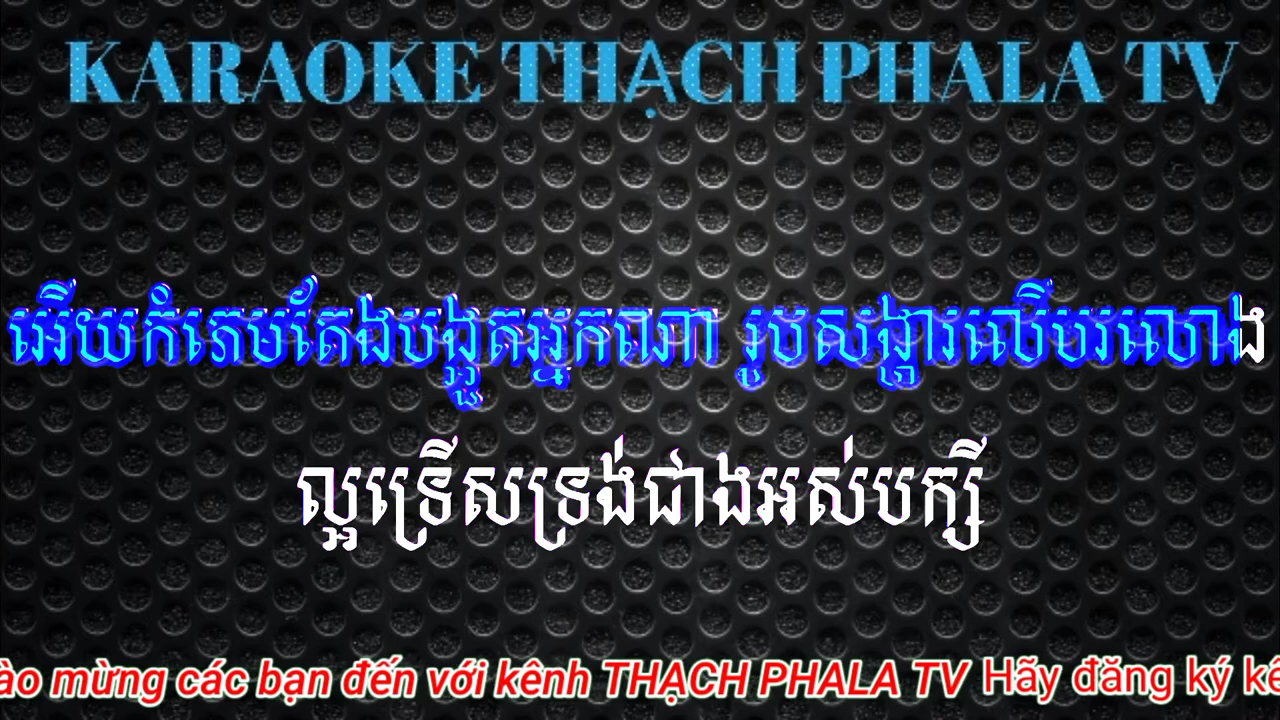 KARAOKE THẠCH PHALA TV
អើយកំភេមតែងបង្អួតអ្នកណា រូបសង្ហារលើបរលោង
ល្អទ្រើសទ្រង់ជាងអស់បក្សី
ào mừng các bạn đến với kênh THẠCH PHALA TV Hãy đăng ký kê